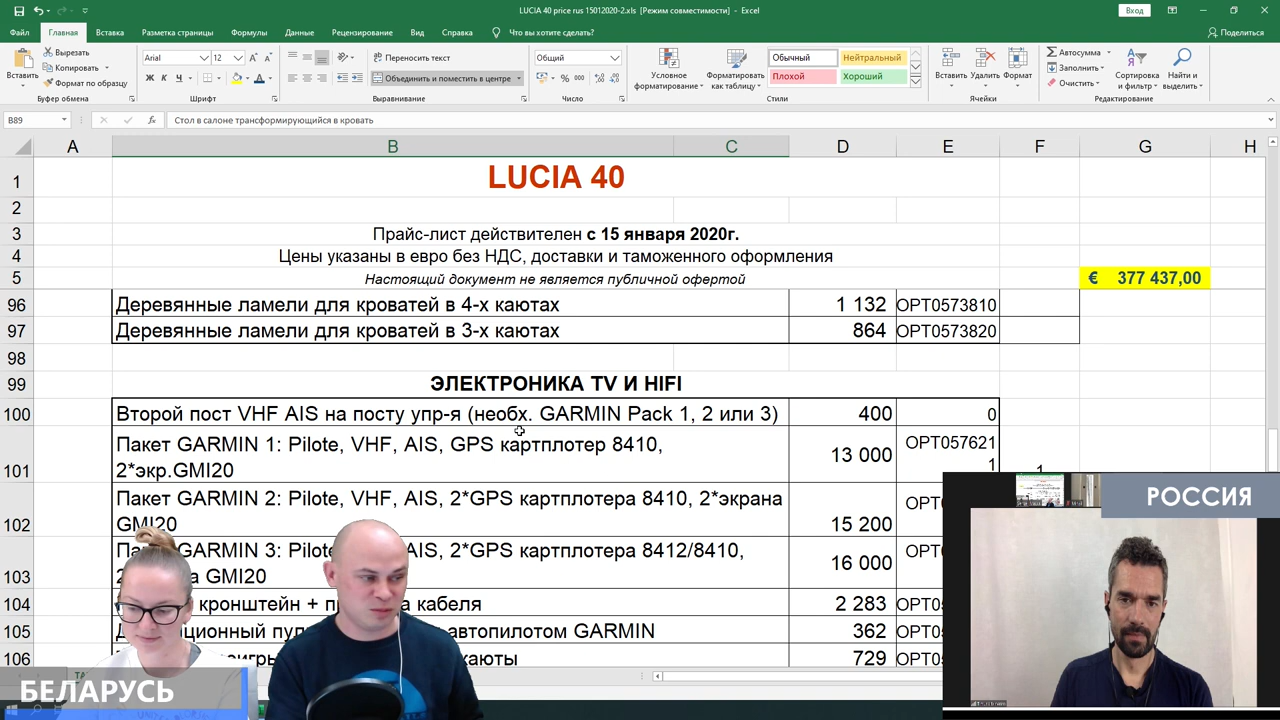 LUCIA 40 price rus 15012020-2.xls [Режим совместимости] - Excel
Вход
Файл Главная Вставка Разметка страницы Формулы Данные Рецензирование Вид Справка Что вы хотите сделать? Поделиться
Вставить
Вырезать
Копировать
Формат по образцу
Буфер обмена
Arial 12
Ж К Ч
Шрифт
Переносить текст
Объединить и поместить в центре
Выравнивание
Общий
% 000
Число
Условное форматирование
Форматировать как таблицу
Обычный Нейтральный
Плохой Хороший
Стили
Вставить Удалить Формат
Ячейки
Автосумма
Заполнить
Очистить
Сортировка и фильтр
Найти и выделить
Редактирование
B89 fx Стол в салоне трансформирующийся в кровать
A B C D E F G H
1 LUCIA 40
2
3 Прайс-лист действителен с 15 января 2020г.
4 Цены указаны в евро без НДС, доставки и таможенного оформления
5 Настоящий документ не является публичной офертой € 377 437,00
96 Деревянные ламели для кроватей в 4-х каютах 1 132 OPT0573810
97 Деревянные ламели для кроватей в 3-х каютах 864 OPT0573820
98
99 ЭЛЕКТРОНИКА TV И HIFI
100 Второй пост VHF AIS на посту упр-я (необх. GARMIN Pack 1, 2 или 3) 400 0
101 Пакет GARMIN 1: Pilote, VHF, AIS, GPS картплотер 8410, 2*экр.GMI20 13 000 OPT057621 1 1
102 Пакет GARMIN 2: Pilote, VHF, AIS, 2*GPS картплотера 8410, 2*экрана GMI20 15 200
103 GARMIN 3: Pilote AIS, 2*GPS картплотера 8412/8410, GMI20 16 000
104 кронштейн + кабеля 2 283
105 автопилотом GARMIN 362
106 каюты 729
РОССИЯ
БЕЛАРУСЬ